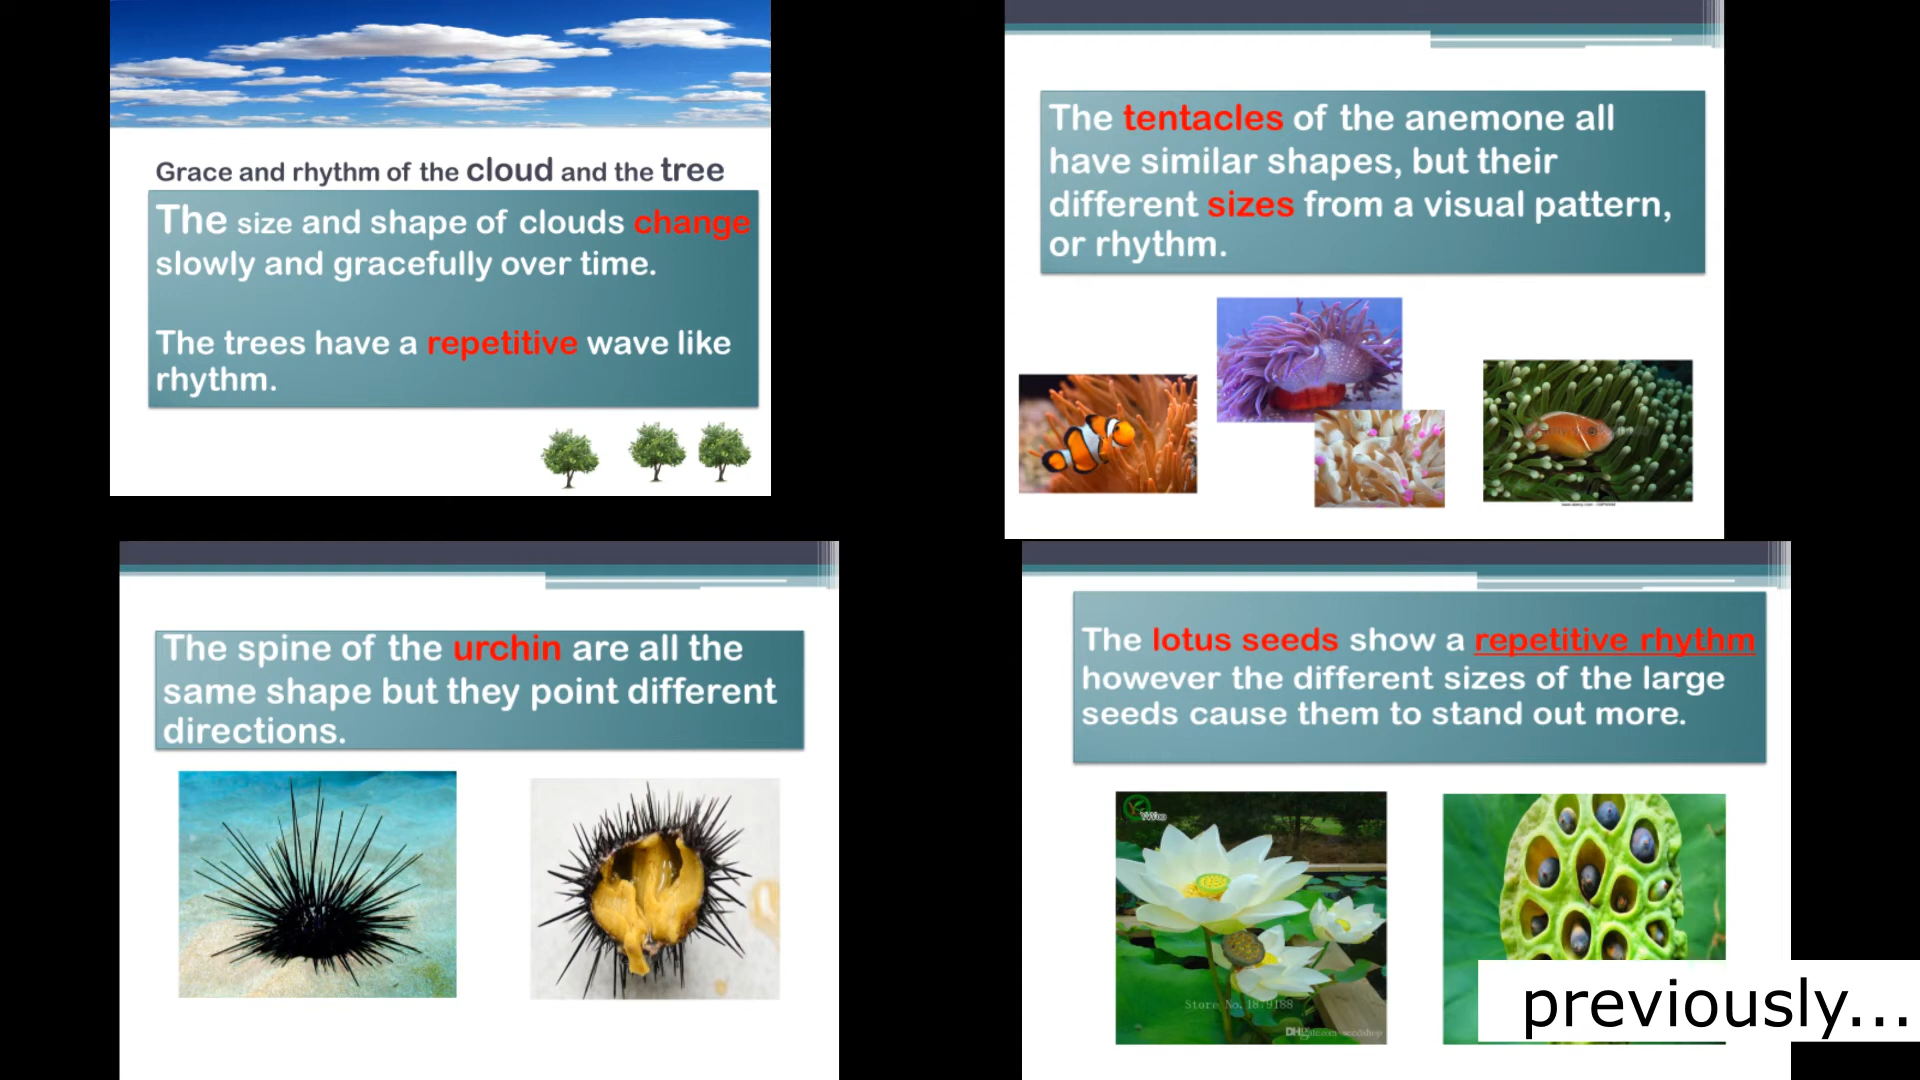 Grace and rhythm of the cloud and the tree
The size and shape of clouds change
slowly and gracefully over time.
The trees have a repetitive wave like
rhythm.
The tentacles of the anemone all
have similar shapes, but their
different sizes from a visual pattern,
or rhythm.
The spine of the urchin are all the
same shape but they point different
directions.
The lotus seeds show a repetitive rhythm
however the different sizes of the large
seeds cause them to stand out more.
Store No.1879188
previously...